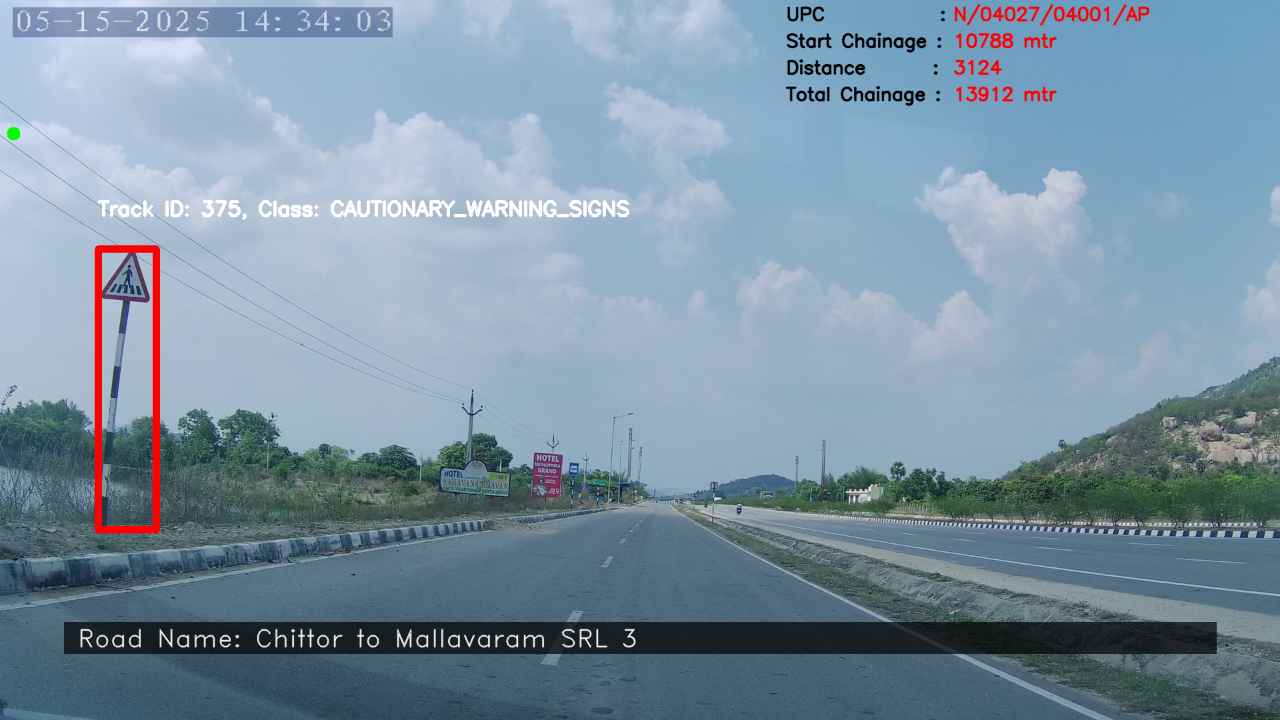 05-15-2025 14:34:03
UPC : N/04027/04001/AP
Start Chainage : 10788 mtr
Distance : 3124
Total Chainage : 13912 mtr
Track ID: 375, Class: CAUTIONARY_WARNING_SIGNS
HOTEL
GRAND
HOTEL
Road Name: Chittor to Mallavaram SRL 3